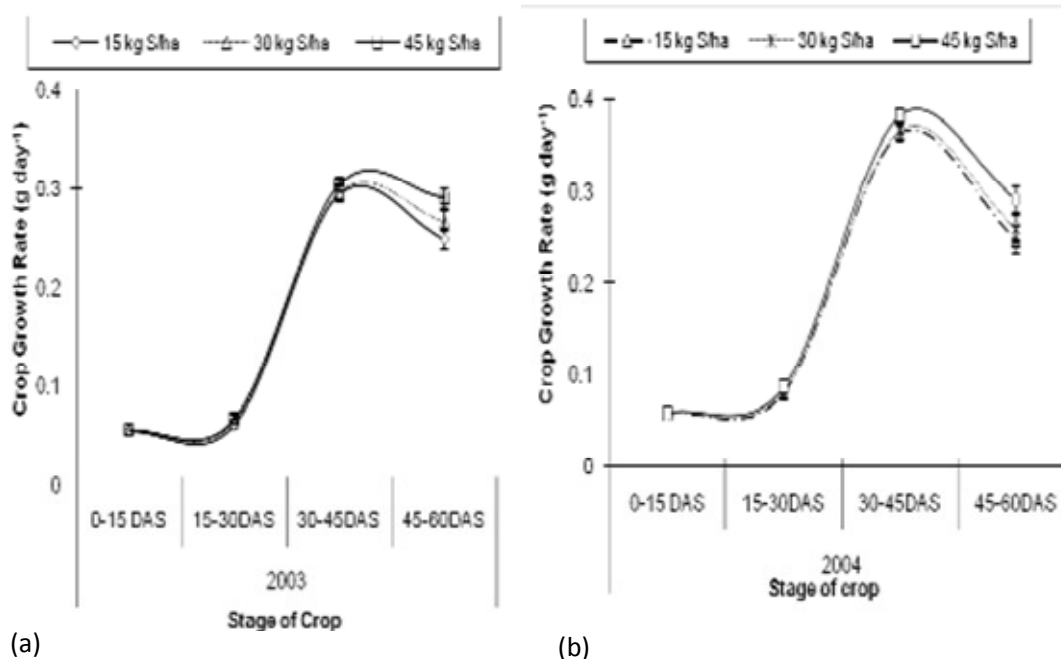 15 kg S/ha 30 kg S/ha 45 kg S/ha
0.4
0.3
0.2
0.1
0
Crop Growth Rate (g day⁻¹)
0-15 DAS 15-30DAS 30-45DAS 45-60DAS
2003
Stage of Crop
(a)
15 kg S/ha 30 kg S/ha 45 kg S/ha
0.4
0.3
0.2
0.1
0
Crop Growth Rate (g day⁻¹)
0-15 DAS 15-30DAS 30-45DAS 45-60DAS
2004
Stage of crop
(b)